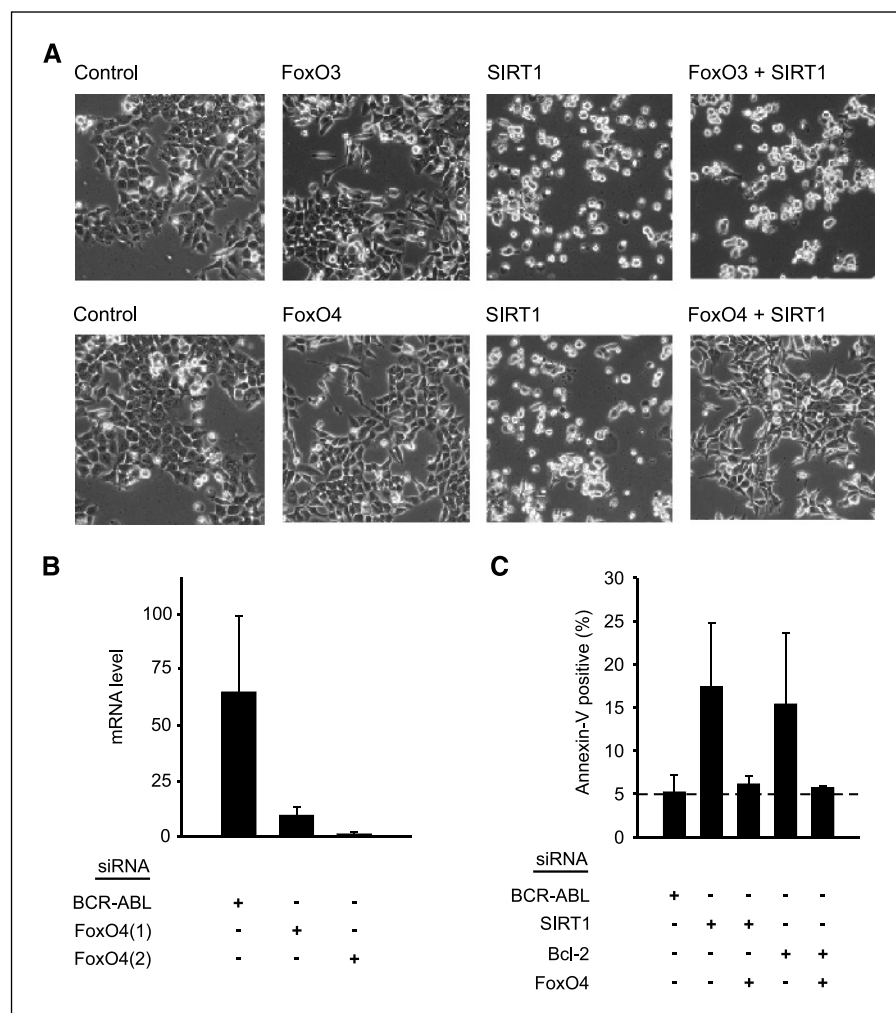 A
Control FoxO3 SIRT1 FoxO3 + SIRT1
Control FoxO4 SIRT1 FoxO4 + SIRT1
B
mRNA level
100
75
50
25
0
siRNA
BCR-ABL + - -
FoxO4(1) - + -
FoxO4(2) - - +
C
Annexin-V positive (%)
30
25
20
15
10
5
0
siRNA
BCR-ABL + - - - -
SIRT1 - + + - -
Bcl-2 - - - + +
FoxO4 - - + - +